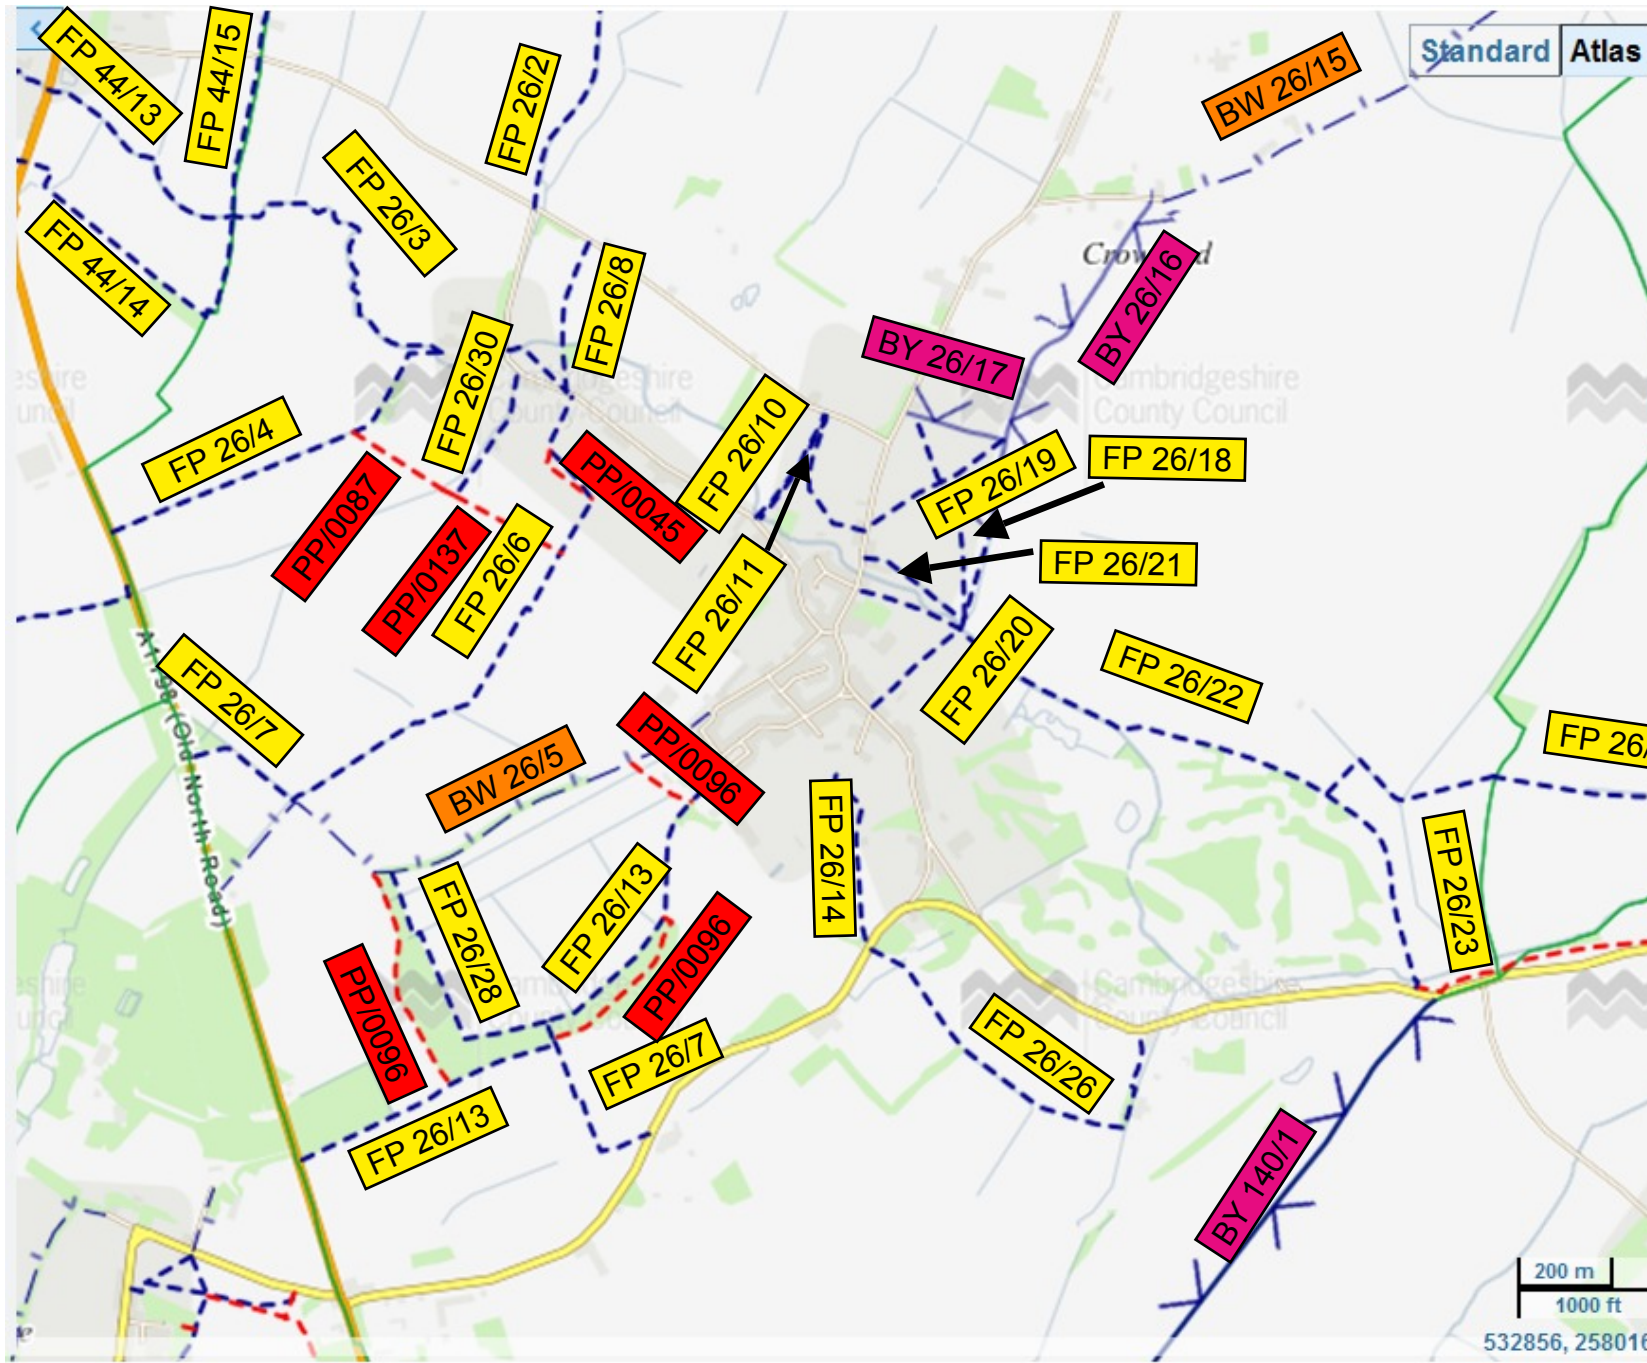 FP 44/13
FP 44/15
FP 26/2
BW 26/15
Standard
Atlas
FP 26/3
FP 44/14
FP 26/8
BY 26/16
FP 26/30
BY 26/17
Cambridgeshire
County Council
Cambridgeshire
County Council
FP 26/4
FP 26/10
FP 26/19
FP 26/18
PP/0087
PP/0045
PP/0137
FP 26/6
FP 26/11
FP 26/21
A1198 (Old North Road)
FP 26/7
FP 26/20
FP 26/22
FP 26/
BW 26/5
PP/0096
FP 26/14
FP 26/28
FP 26/13
PP/0096
FP 26/23
PP/0096
Cambridgeshire
County Council
FP 26/7
FP 26/26
FP 26/13
BY 140/1
200 m
1000 ft
532856, 258016